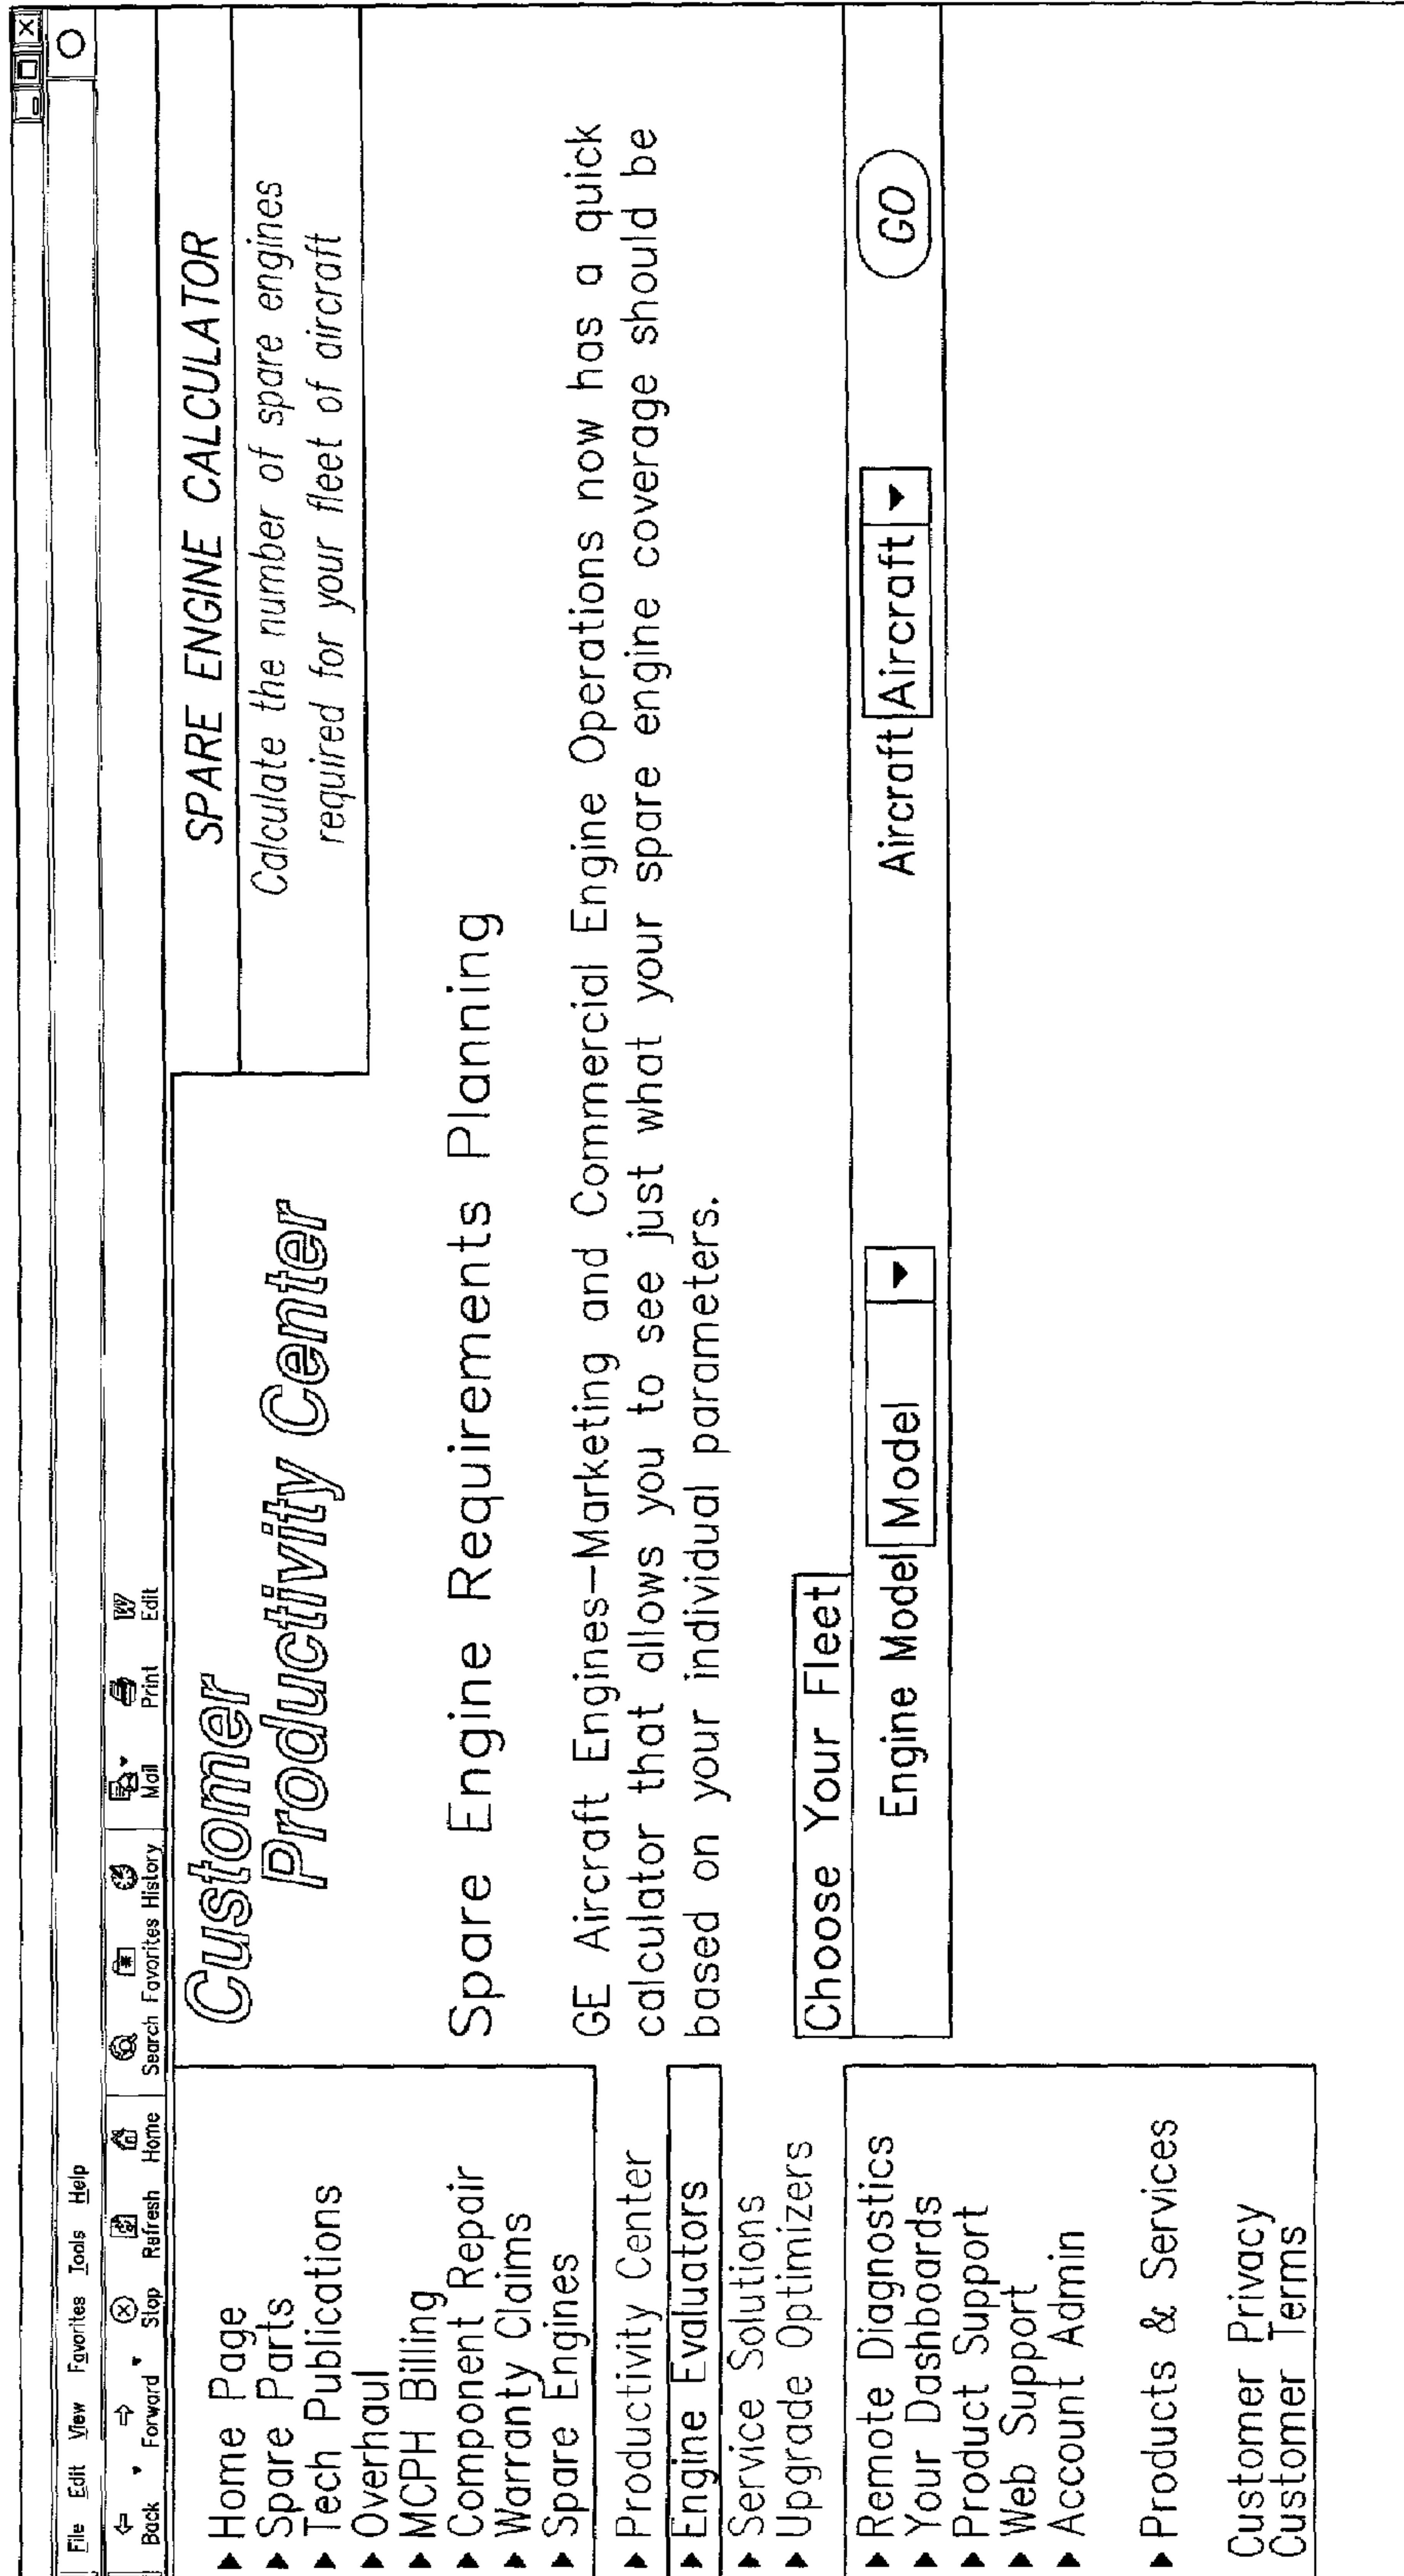 File Edit View Favorites Tools Help
Back Forward Stop Refresh Home Search Favorites History Mail Print Edit
Home Page
Spare Parts
Tech Publications
Overhaul
MCPH Billing
Component Repair
Warranty Claims
Spare Engines
Productivity Center
Engine Evaluators
Service Solutions
Upgrade Optimizers
Remote Diagnostics
Your Dashboards
Product Support
Web Support
Account Admin
Products & Services
Customer Privacy
Customer Terms
Customer
Productivity Center
SPARE ENGINE CALCULATOR
Calculate the number of spare engines
required for your fleet of aircraft
Spare Engine Requirements Planning
GE Aircraft Engines-Marketing and Commercial Engine Operations now has a quick
calculator that allows you to see just what your spare engine coverage should be
based on your individual parameters.
Choose Your Fleet
Engine Model Model Aircraft Aircraft GO